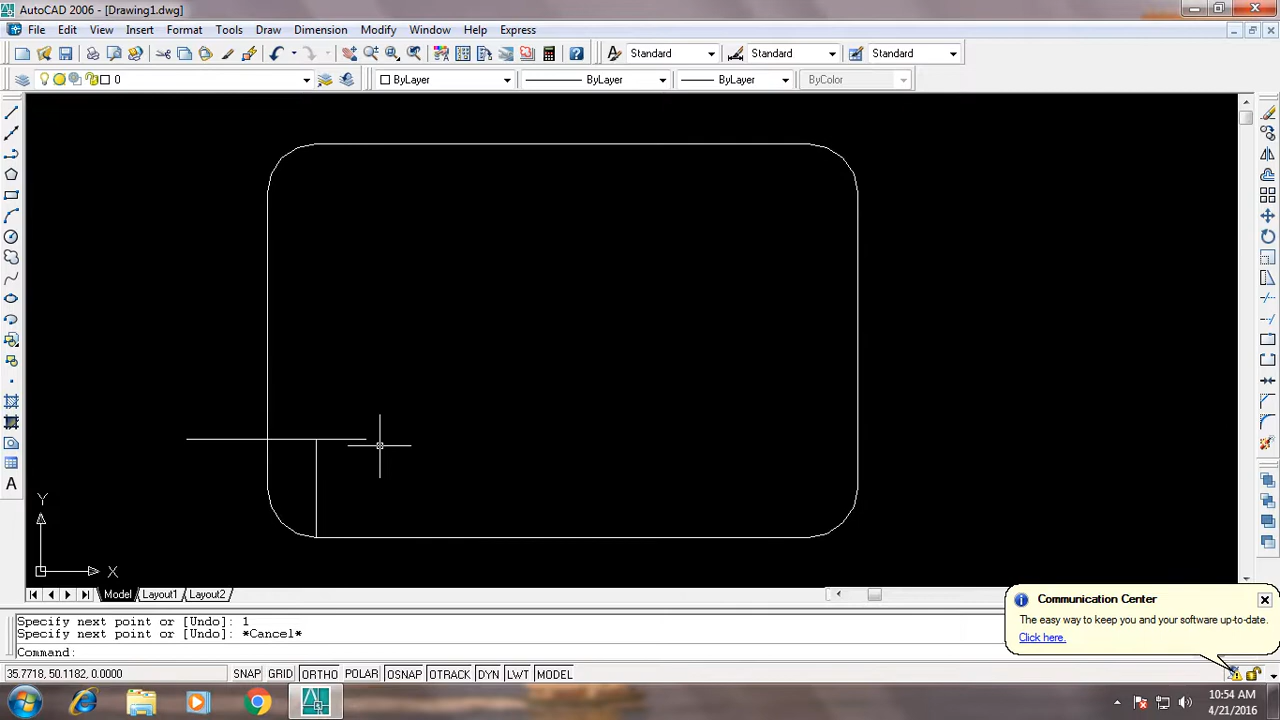 AutoCAD 2006 - [Drawing1.dwg]
File Edit View Insert Format Tools Draw Dimension Modify Window Help Express
Standard Standard Standard
0 ByLayer ByLayer ByLayer ByColor
Y
X
A
Model Layout1 Layout2
Communication Center
The easy way to keep you and your software up-to-date.
Click here.
Specify next point or [Undo]: 1
Specify next point or [Undo]: *Cancel*
Command:
35.7718, 50.1182, 0.0000 SNAP GRID ORTHO POLAR OSNAP OTRACK DYN LWT MODEL
10:54 AM
4/21/2016